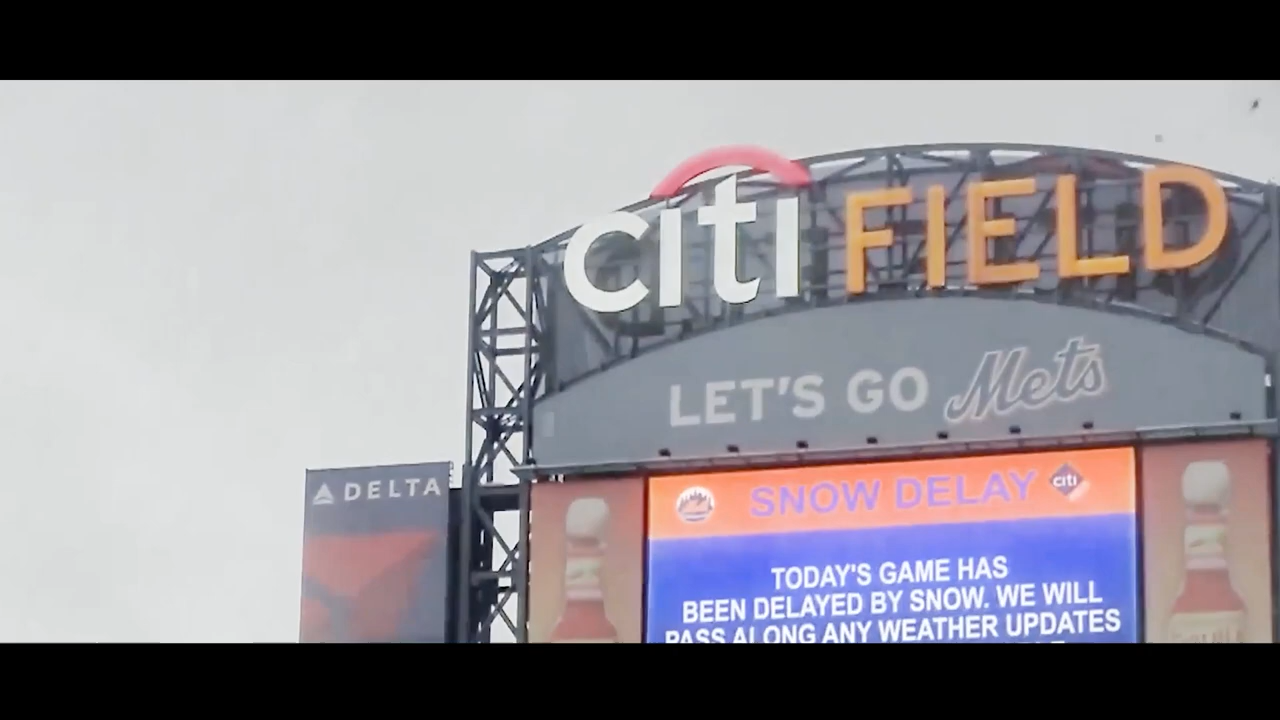 citi FIELD
LET'S GO Mets
DELTA
SNOW DELAY
citi
TODAY'S GAME HAS
BEEN DELAYED BY SNOW. WE WILL
PASS ALONG ANY WEATHER UPDATES